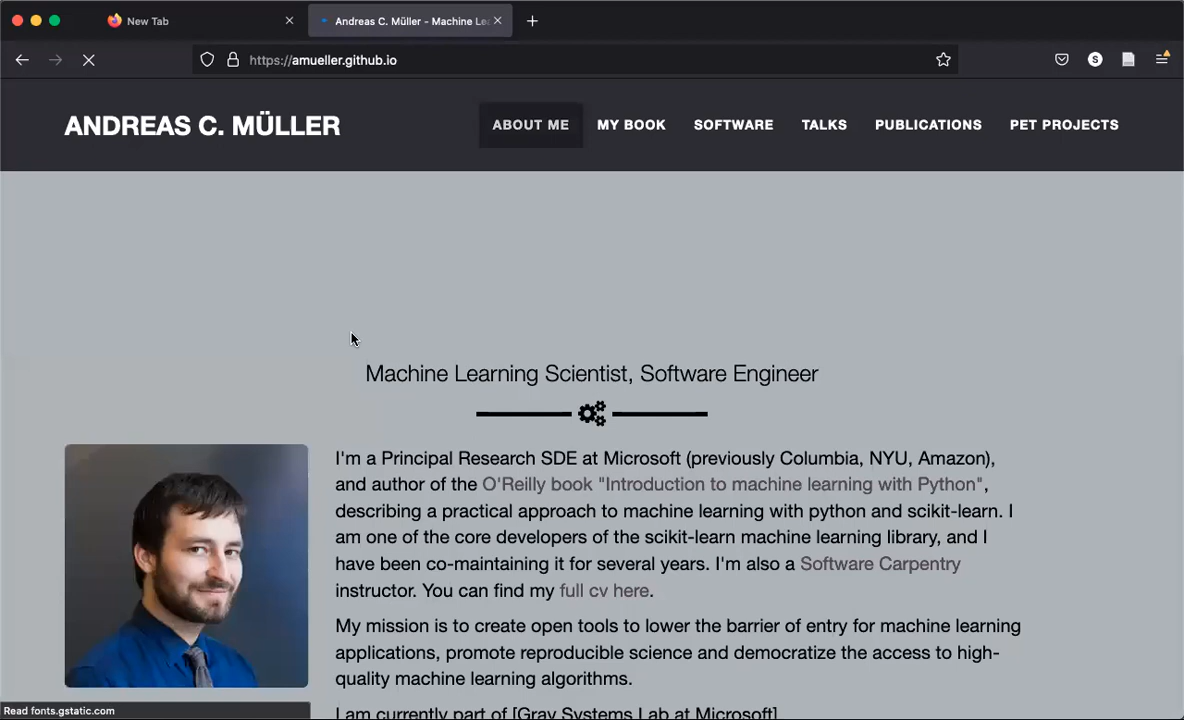 New Tab
Andreas C. Müller - Machine Le
https://amueller.github.io
S
ANDREAS C. MÜLLER
ABOUT ME
MY BOOK
SOFTWARE
TALKS
PUBLICATIONS
PET PROJECTS
Machine Learning Scientist, Software Engineer
I'm a Principal Research SDE at Microsoft (previously Columbia, NYU, Amazon),
and author of the O'Reilly book "Introduction to machine learning with Python",
describing a practical approach to machine learning with python and scikit-learn. I
am one of the core developers of the scikit-learn machine learning library, and I
have been co-maintaining it for several years. I'm also a Software Carpentry
instructor. You can find my full cv here.
My mission is to create open tools to lower the barrier of entry for machine learning
applications, promote reproducible science and democratize the access to high-
quality machine learning algorithms.
I am currently part of [Gray Systems Lab at Microsoft]
Read fonts.gstatic.com